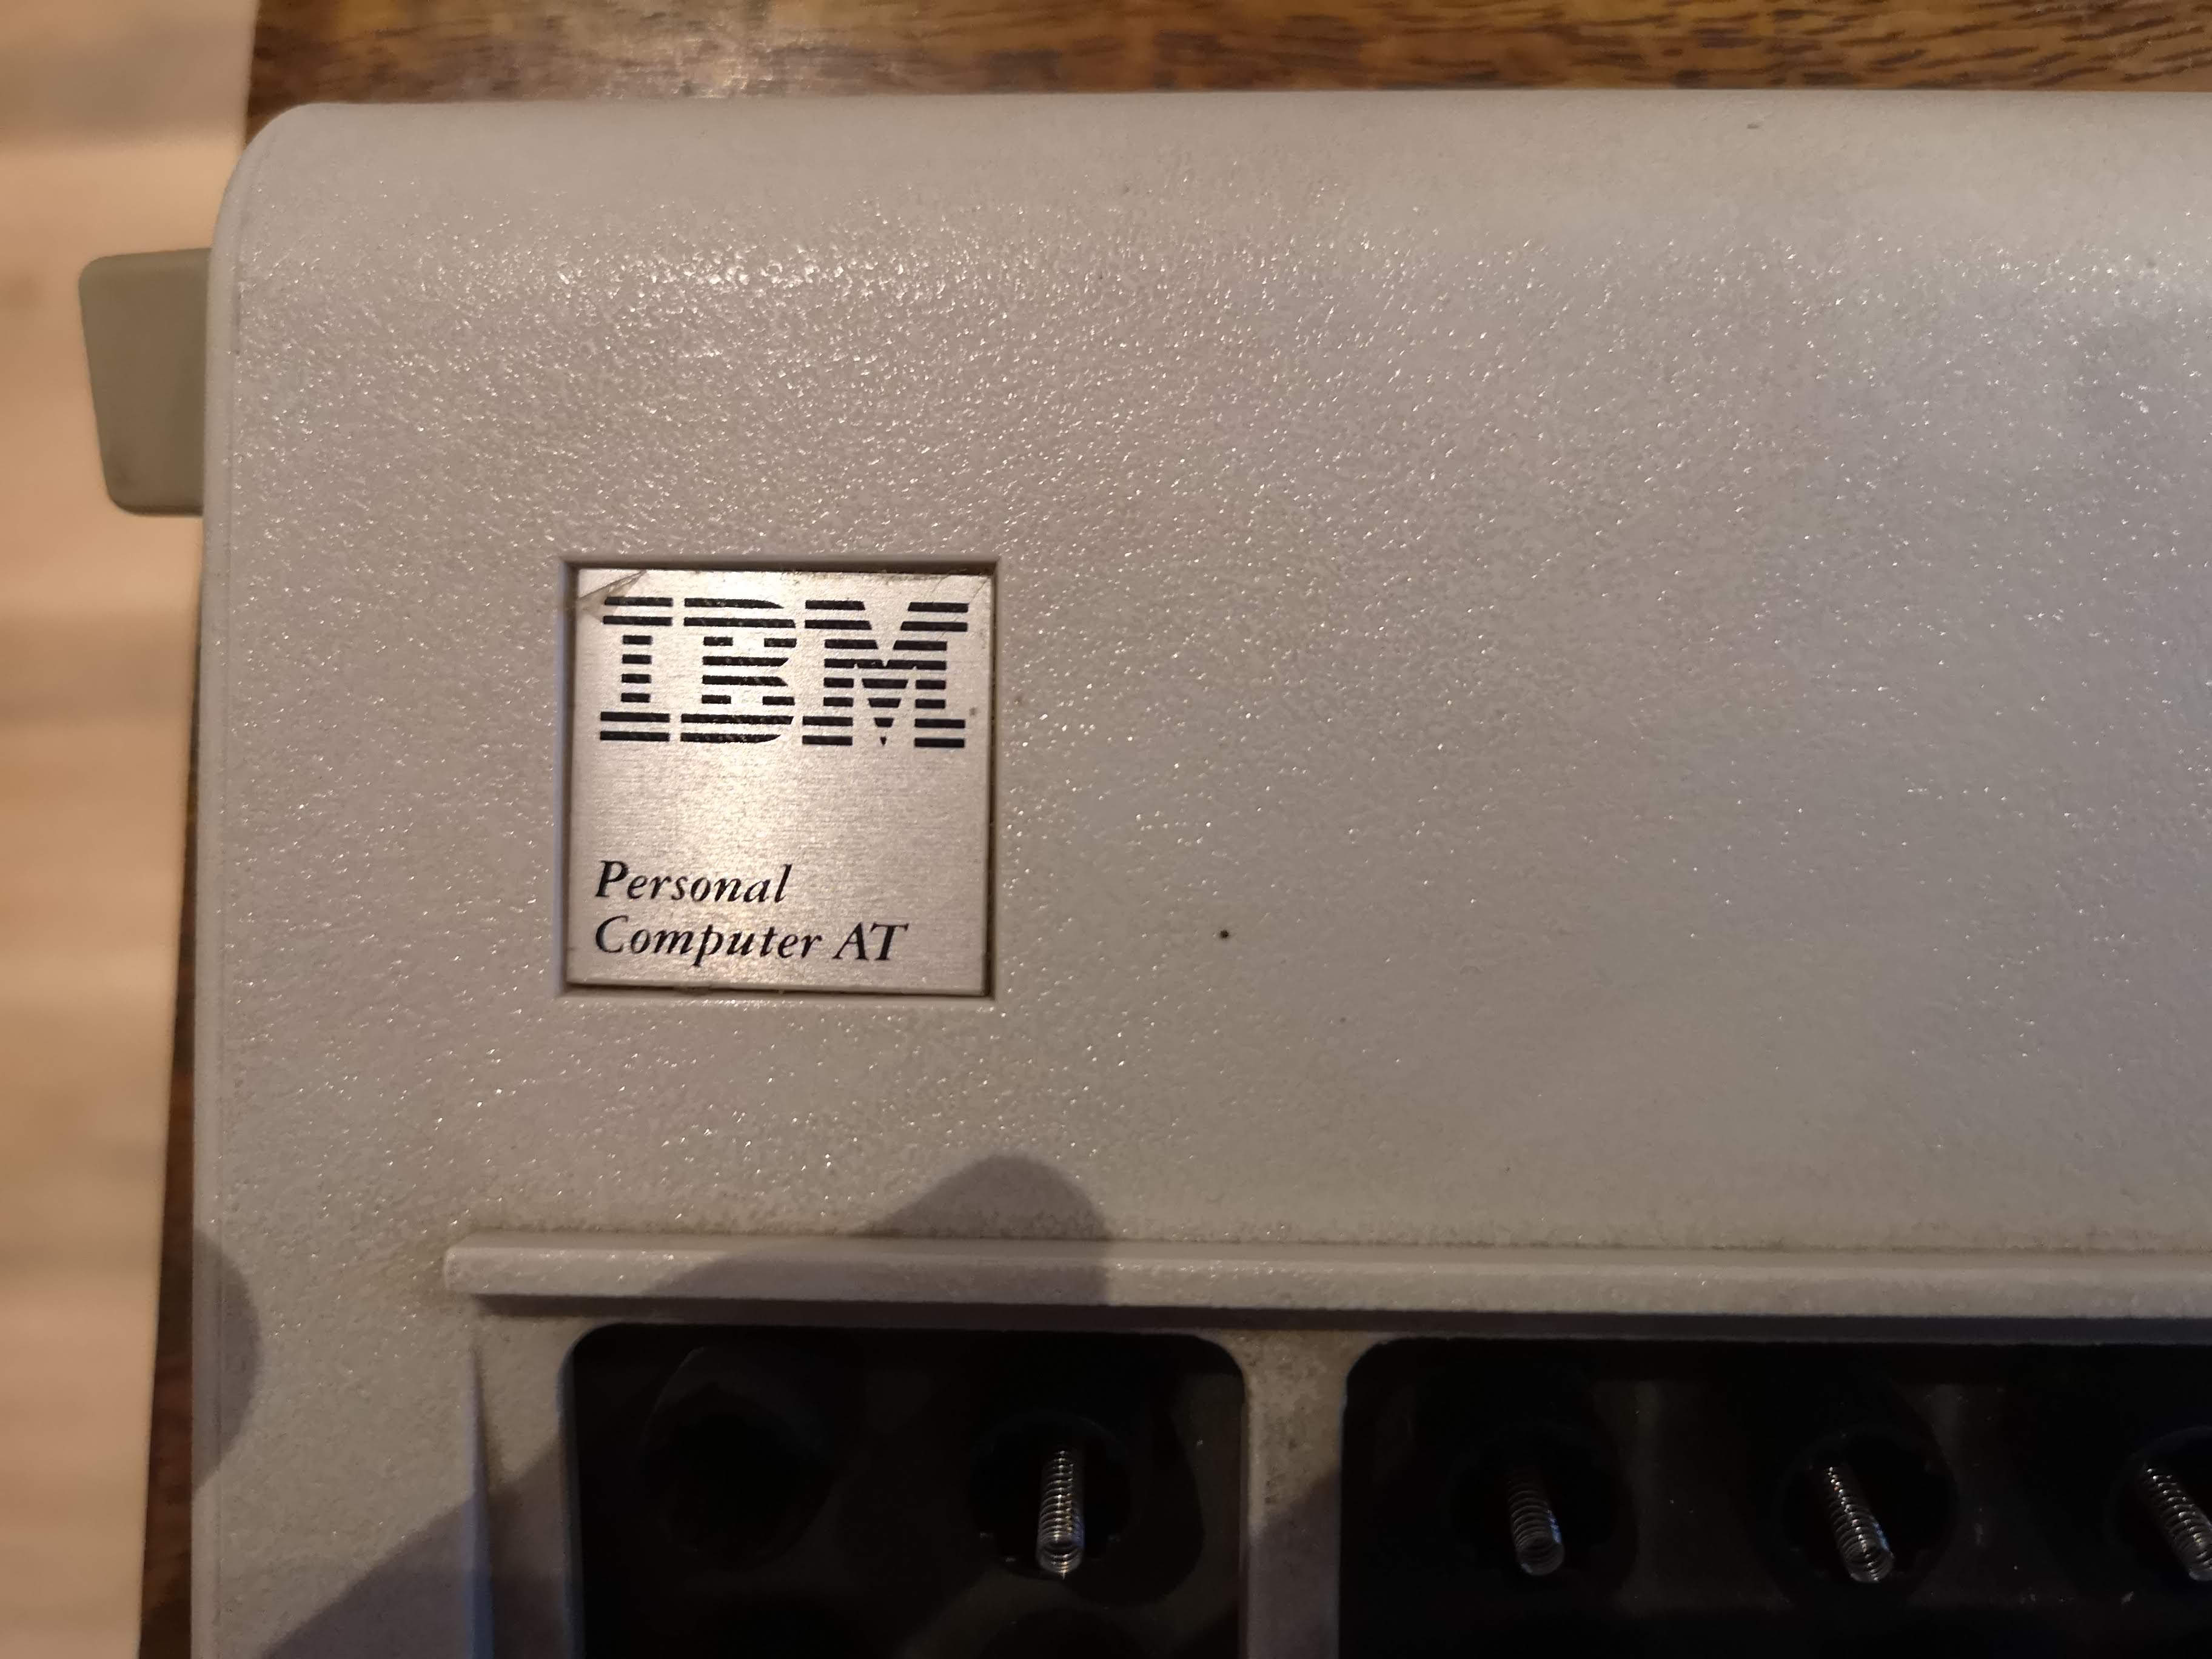 IBM
Personal
Computer AT